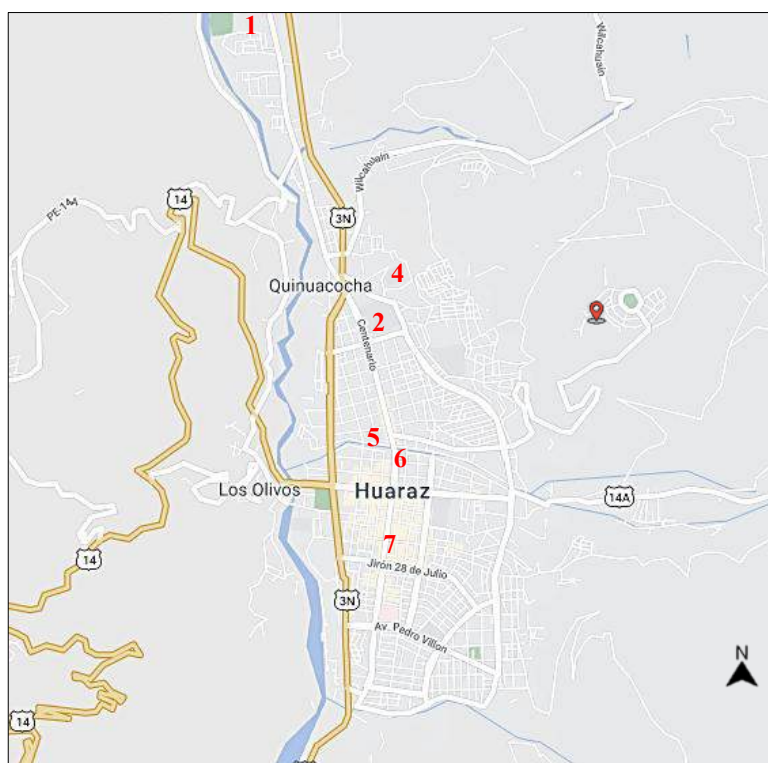 1
Wilcahuain
PE-144
14
3N
Wilcahuain
4
Quinuacocha
2
Centenario
5
6
Los Olivos
Huaraz
14A
7
Jirón 28 de Julio
14
3N
Av. Pedro Villon
N
14